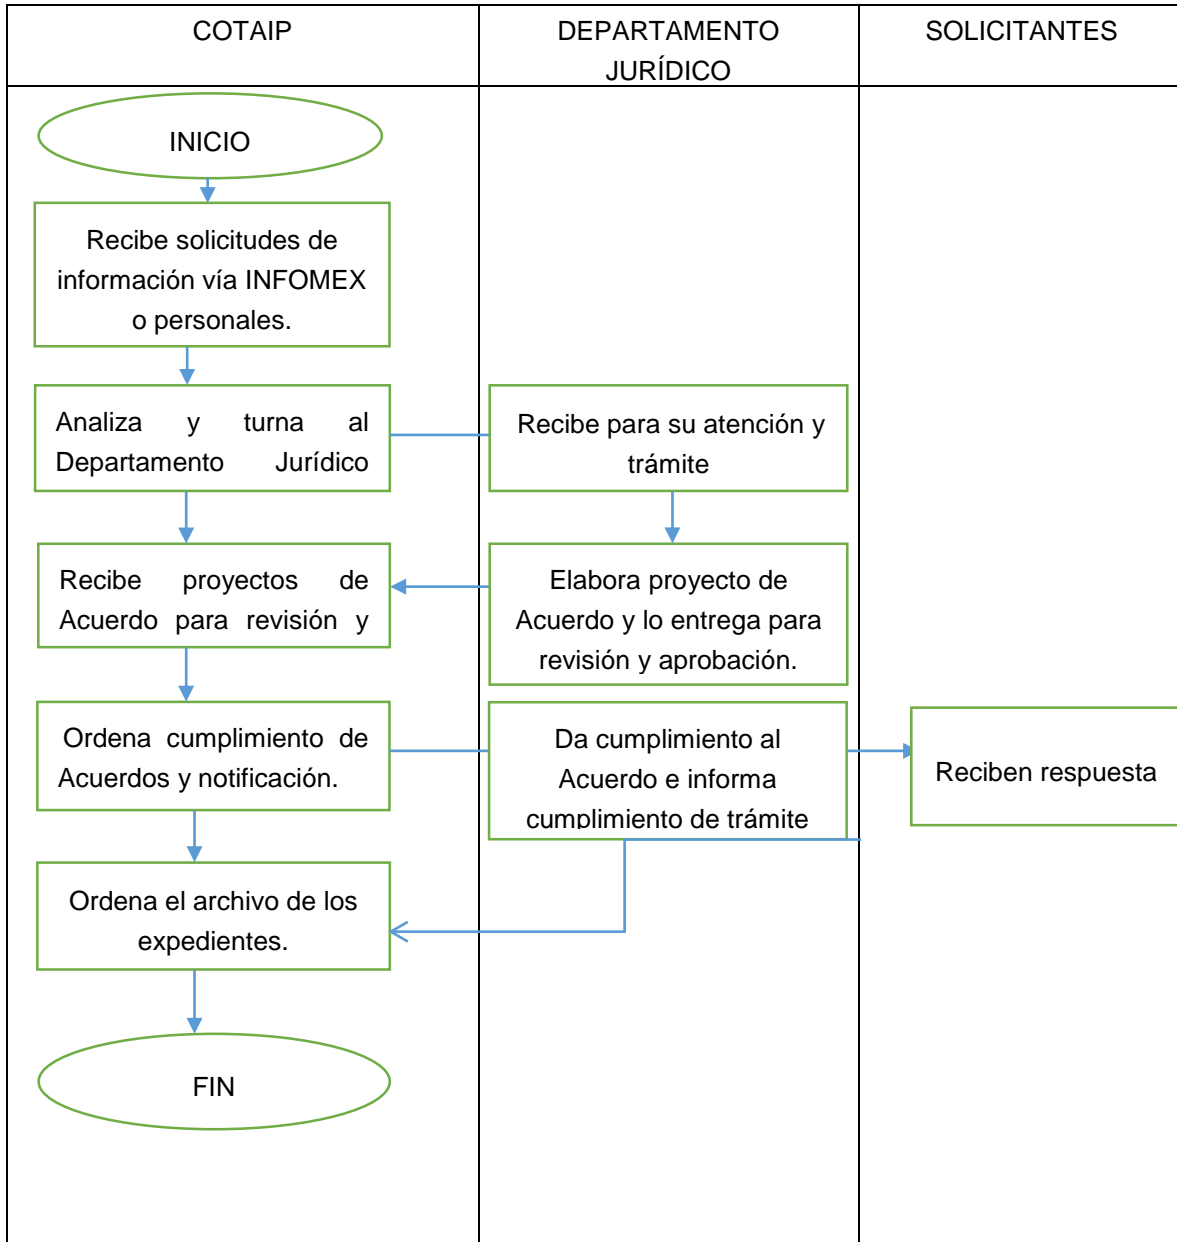 COTAIP
DEPARTAMENTO
JURÍDICO
SOLICITANTES
INICIO
Recibe solicitudes de
información vía INFOMEX
o personales.
Analiza y turna al
Departamento Jurídico
Recibe para su atención y
trámite
Recibe proyectos de
Acuerdo para revisión y
Elabora proyecto de
Acuerdo y lo entrega para
revisión y aprobación.
Ordena cumplimiento de
Acuerdos y notificación.
Da cumplimiento al
Acuerdo e informa
cumplimiento de trámite
Reciben respuesta
Ordena el archivo de los
expedientes.
FIN